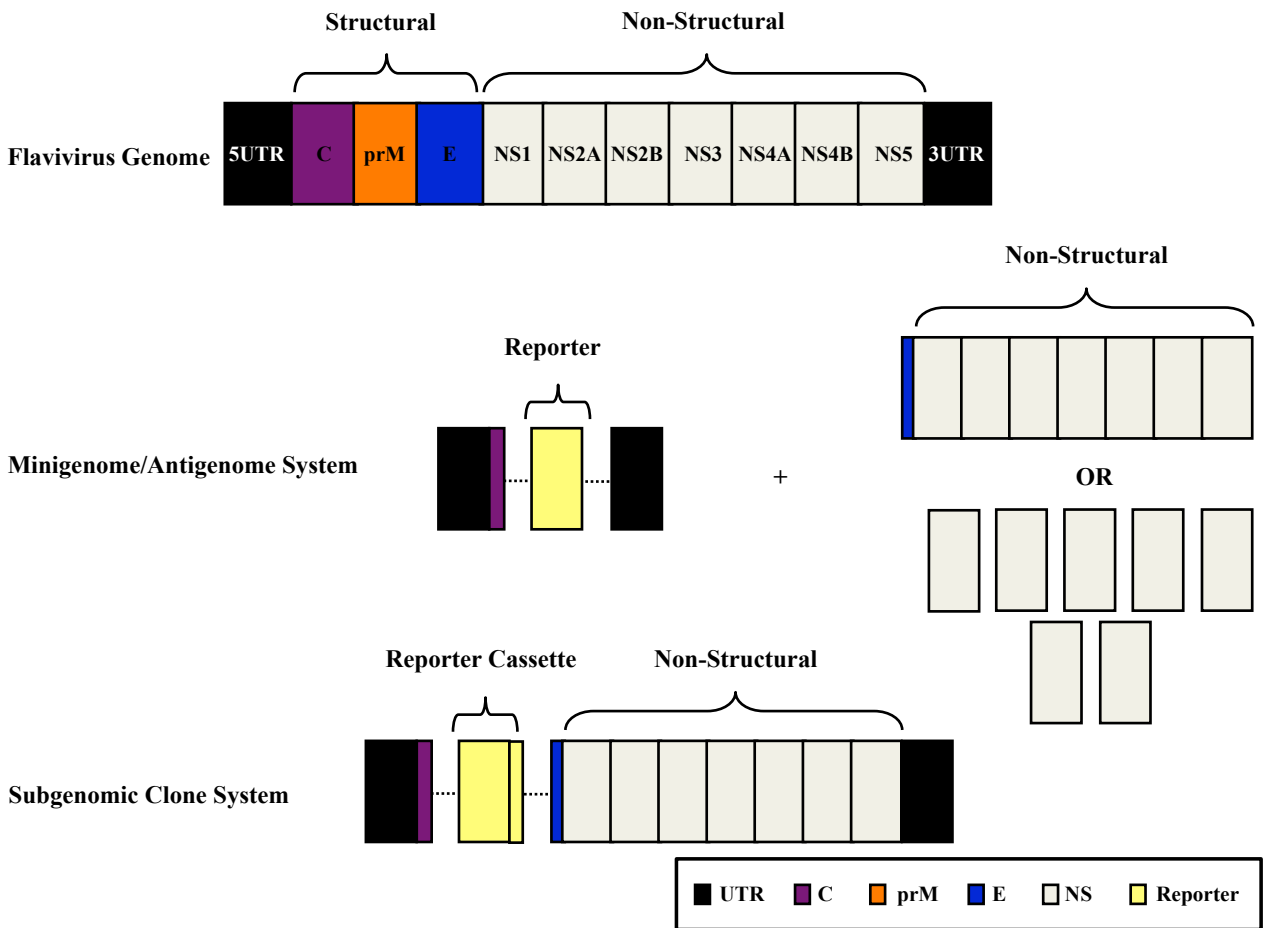 Structural
Non-Structural
Flavivirus Genome
5UTR C prM E NS1 NS2A NS2B NS3 NS4A NS4B NS5 3UTR
Non-Structural
Reporter
Minigenome/Antigenome System
+
OR
Reporter Cassette
Non-Structural
Subgenomic Clone System
UTR C prM E NS Reporter